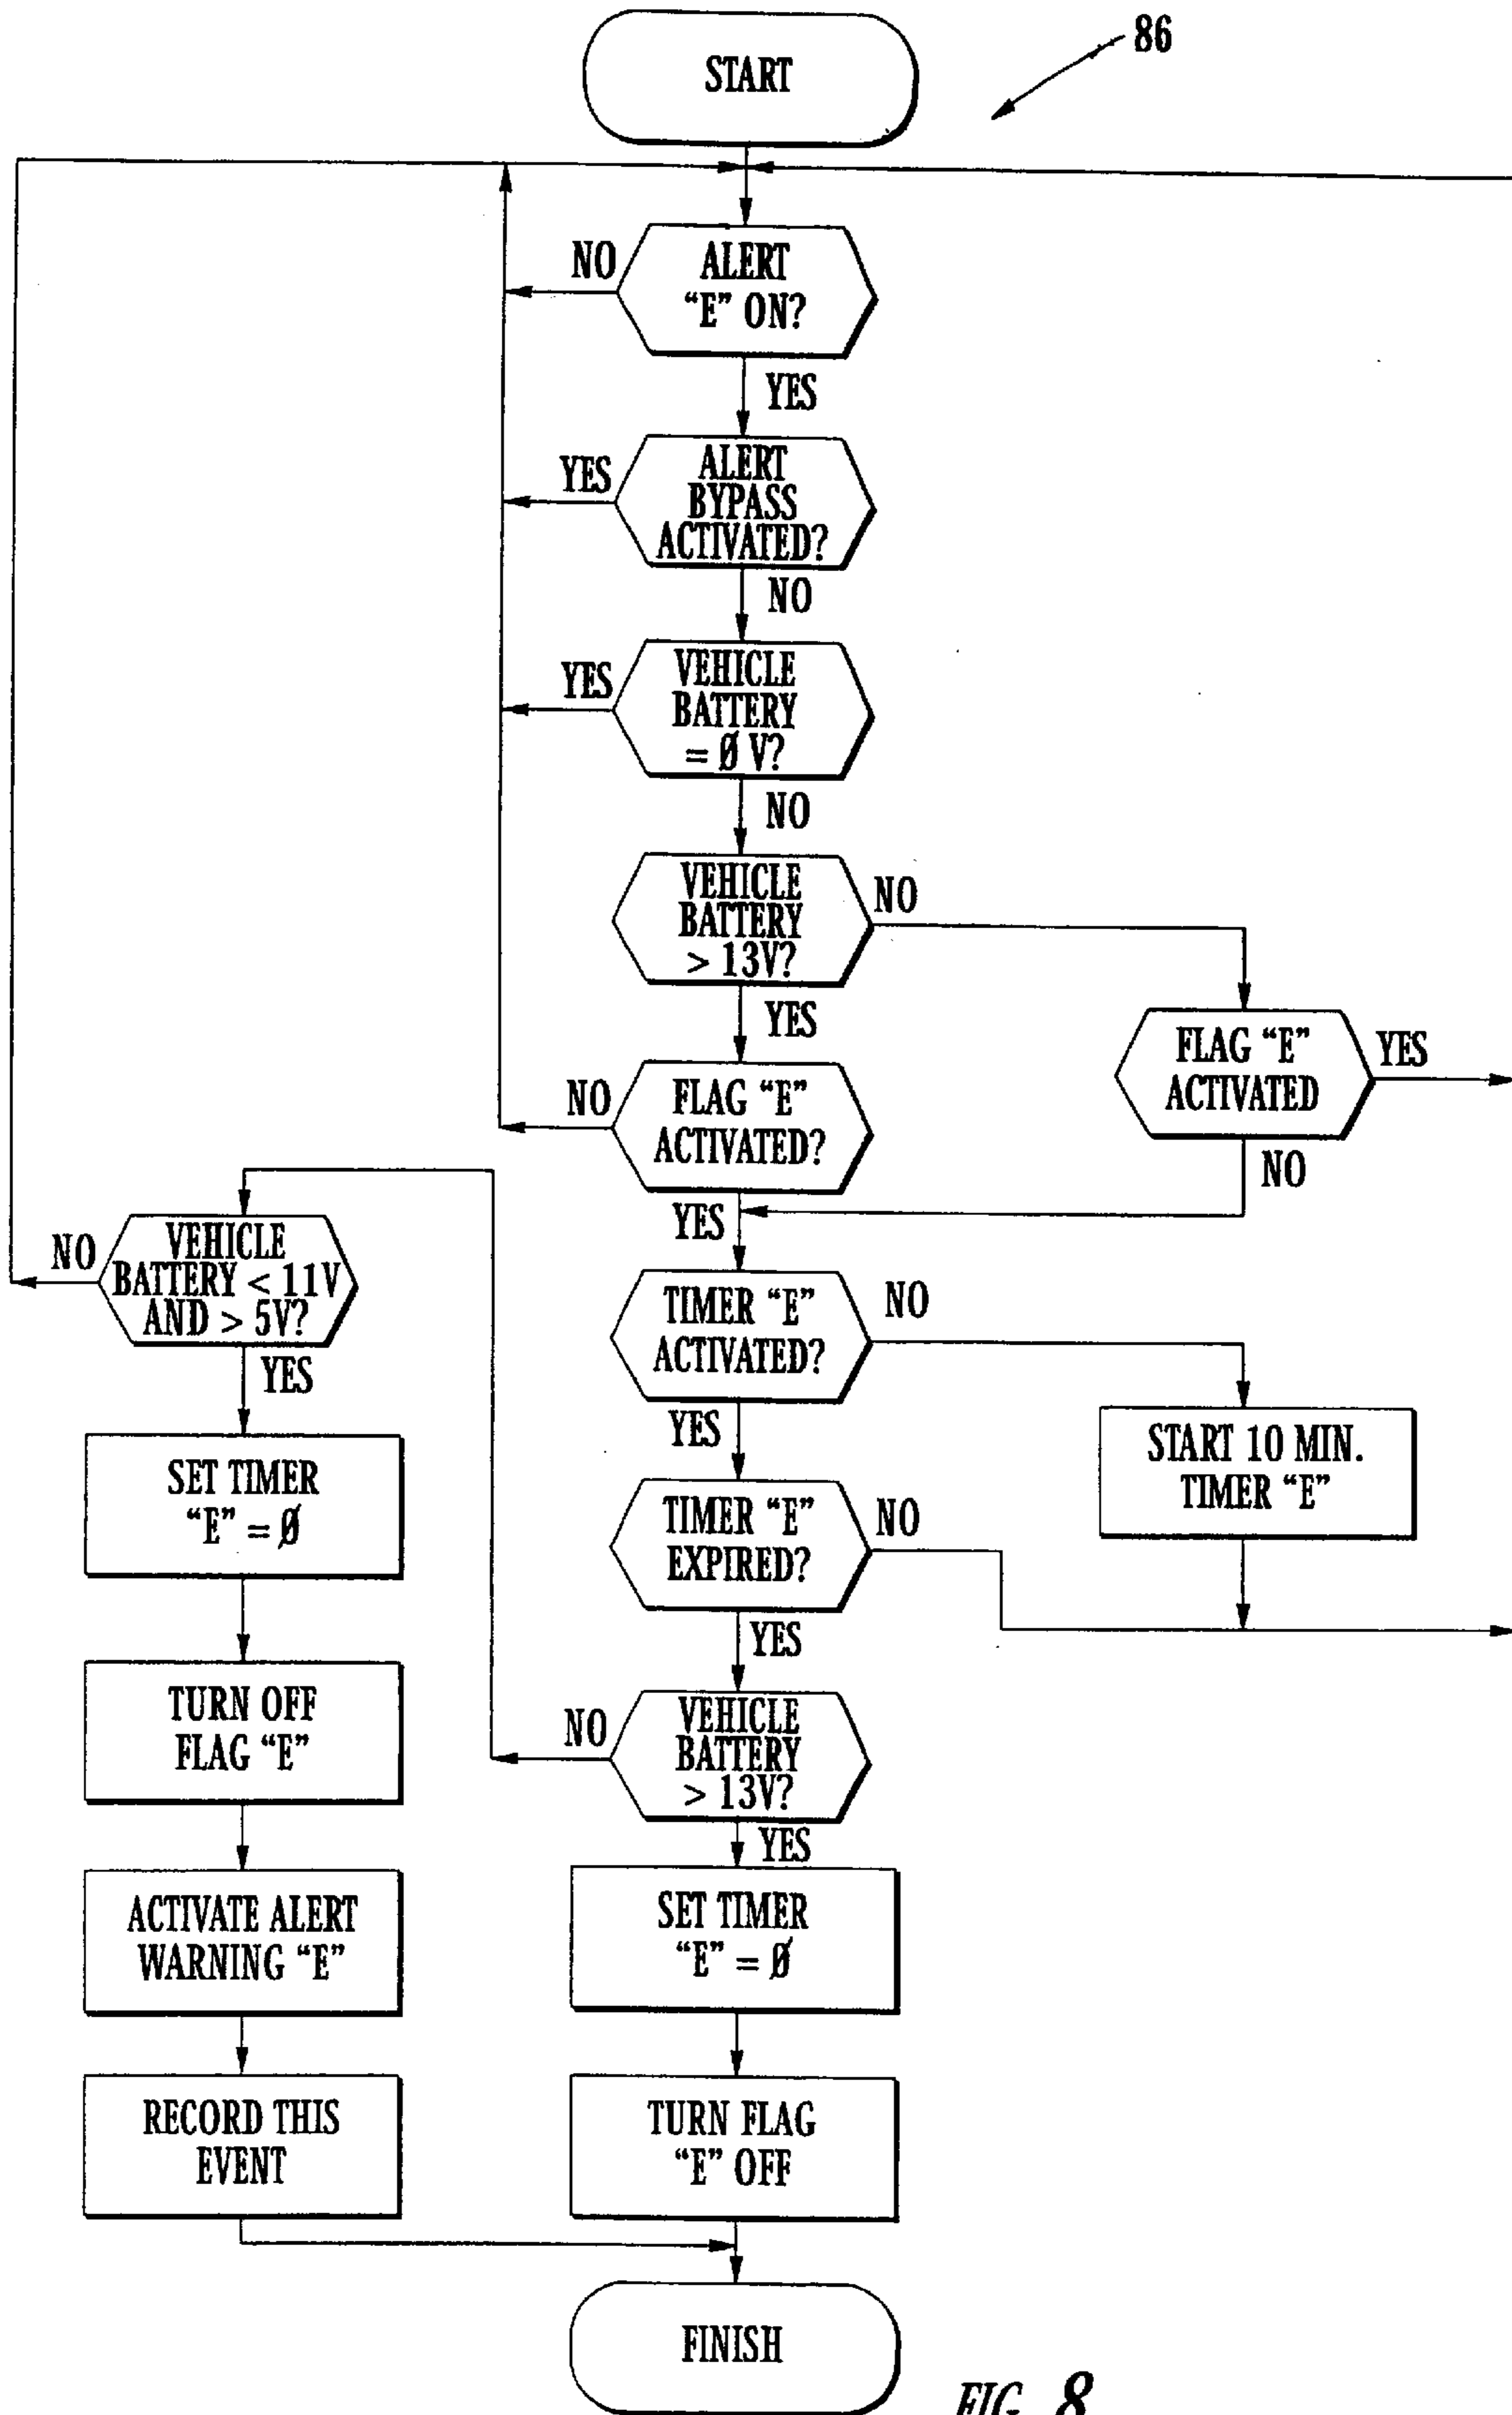 START
86
ALERT
"E" ON?
NO
YES
ALERT
BYPASS
ACTIVATED?
YES
NO
VEHICLE
BATTERY
= Ø V?
YES
NO
VEHICLE
BATTERY
> 13V?
NO
YES
FLAG "E"
ACTIVATED
YES
NO
FLAG "E"
ACTIVATED?
NO
YES
VEHICLE
BATTERY < 11V
AND > 5V?
NO
YES
TIMER "E"
ACTIVATED?
NO
YES
START 10 MIN.
TIMER "E"
SET TIMER
"E" = Ø
TIMER "E"
EXPIRED?
NO
YES
TURN OFF
FLAG "E"
VEHICLE
BATTERY
> 13V?
NO
YES
ACTIVATE ALERT
WARNING "E"
SET TIMER
"E" = Ø
RECORD THIS
EVENT
TURN FLAG
"E" OFF
FINISH
FIG. 8